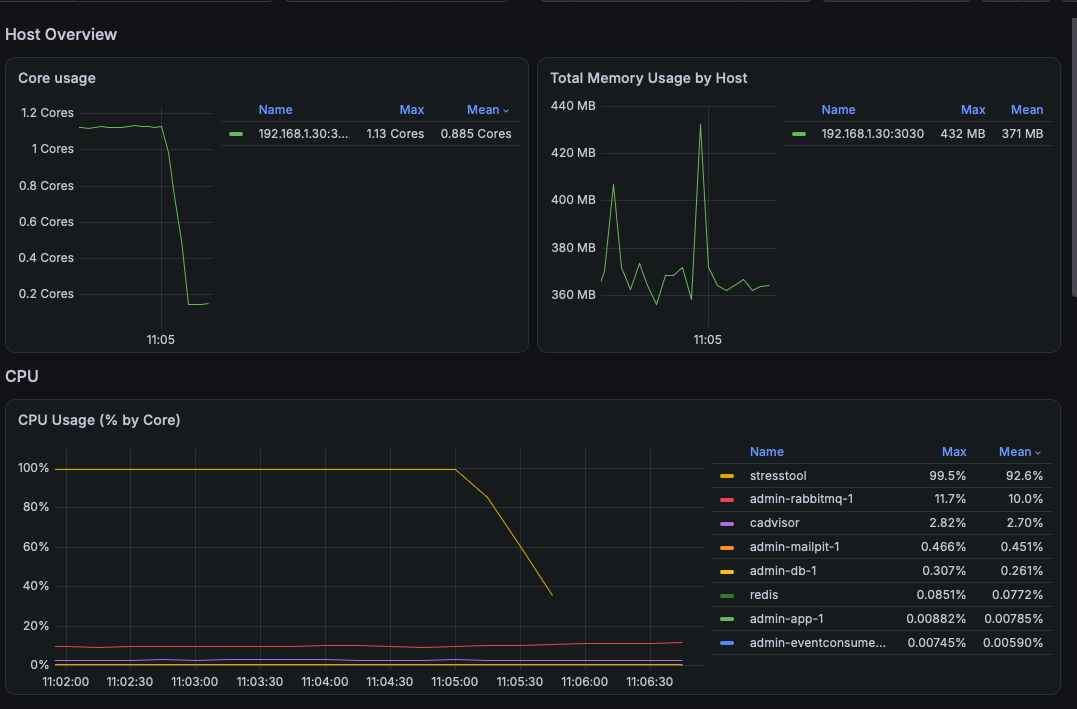 Host Overview
Core usage
Name Max Mean
1.2 Cores
1 Cores
0.8 Cores
0.6 Cores
0.4 Cores
0.2 Cores
11:05
192.168.1.30:3... 1.13 Cores 0.885 Cores
Total Memory Usage by Host
440 MB
420 MB
400 MB
380 MB
360 MB
11:05
Name Max Mean
192.168.1.30:3030 432 MB 371 MB
CPU
CPU Usage (% by Core)
100%
80%
60%
40%
20%
0%
11:02:00 11:02:30 11:03:00 11:03:30 11:04:00 11:04:30 11:05:00 11:05:30 11:06:00 11:06:30
Name Max Mean
stresstool 99.5% 92.6%
admin-rabbitmq-1 11.7% 10.0%
cadvisor 2.82% 2.70%
admin-mailpit-1 0.466% 0.451%
admin-db-1 0.307% 0.261%
redis 0.0851% 0.0772%
admin-app-1 0.00882% 0.00785%
admin-eventconsume... 0.00745% 0.00590%